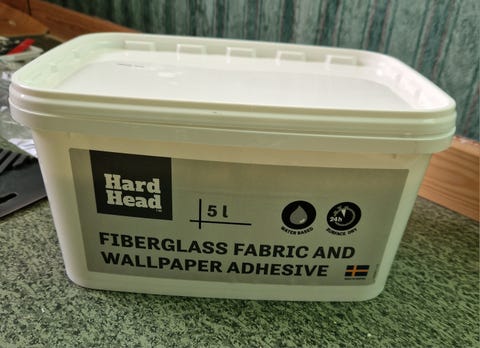 Hard
Head
5 l
WATER BASED
24h
SURFACE DRY
FIBERGLASS FABRIC AND
WALLPAPER ADHESIVE